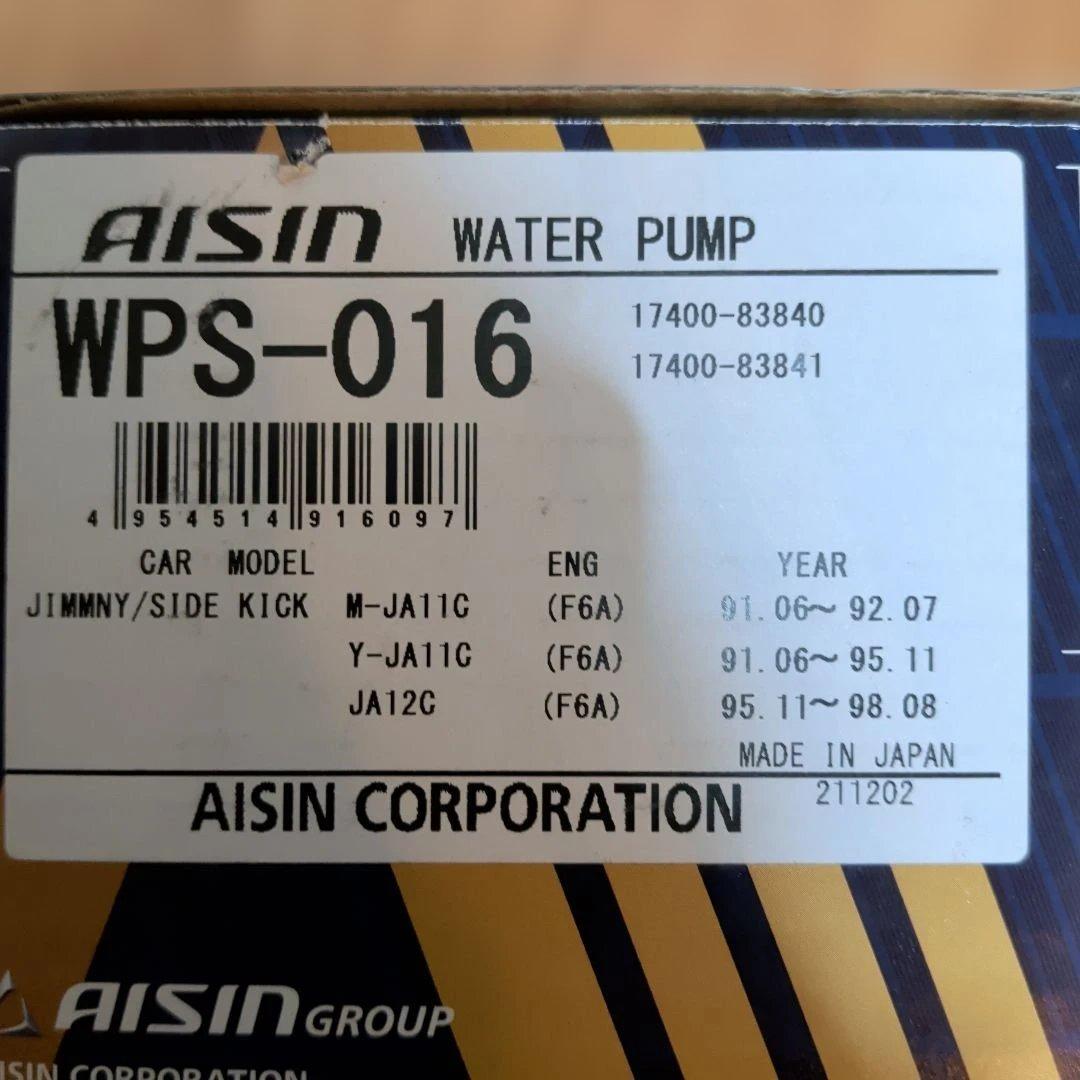 AISIN WATER PUMP
WPS-016 17400-83840
17400-83841
4 954514 916097
CAR MODEL ENG YEAR
JIMMNY/SIDE KICK M-JA11C (F6A) 91.06~92.07
Y-JA11C (F6A) 91.06~95.11
JA12C (F6A) 95.11~98.08
MADE IN JAPAN
AISIN CORPORATION 211202
AISIN GROUP
AISIN CORPORATION